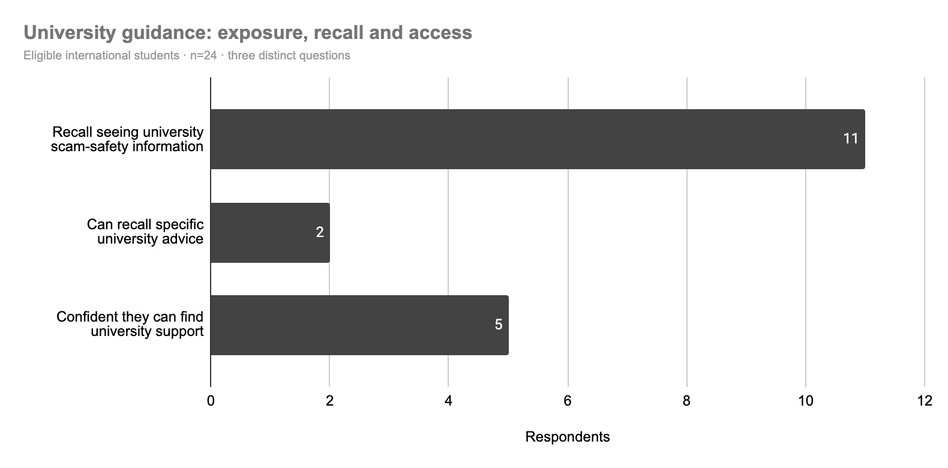 University guidance: exposure, recall and access
Eligible international students · n=24 · three distinct questions
Recall seeing university
scam-safety information
11
Can recall specific
university advice
2
Confident they can find
university support
5
0
2
4
6
8
10
12
Respondents